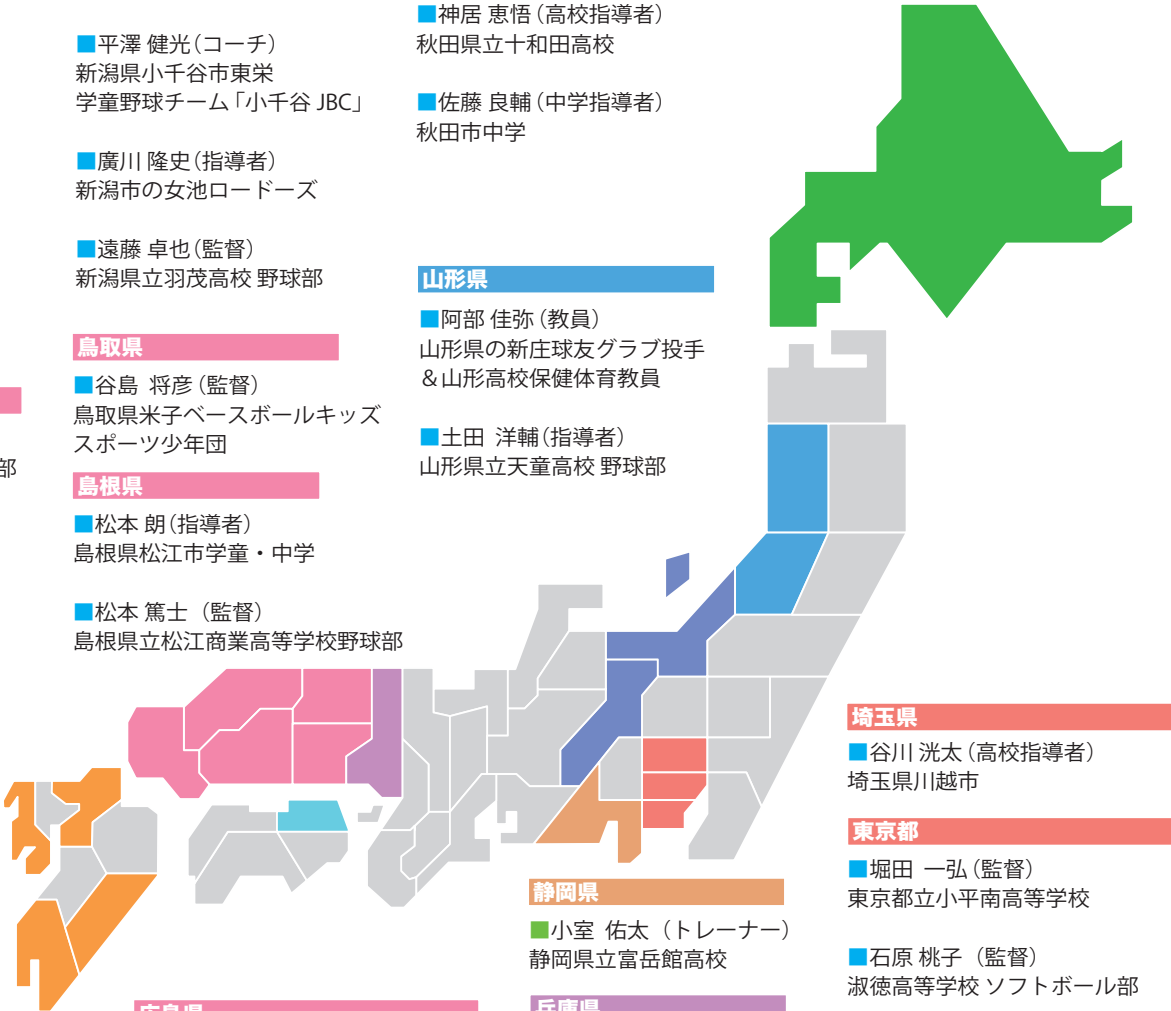 ■平澤 健光(コーチ)
新潟県小千谷市東栄
学童野球チーム「小千谷 JBC」
■廣川 隆史(指導者)
新潟市の女池ロードーズ
■遠藤 卓也(監督)
新潟県立羽茂高校 野球部
鳥取県
■谷島 将彦(監督)
鳥取県米子ベースボールキッズ
スポーツ少年団
部
島根県
■松本 朗(指導者)
島根県松江市学童・中学
■松本 篤士(監督)
島根県立松江商業高等学校野球部
■神居 恵悟(高校指導者)
秋田県立十和田高校
■佐藤 良輔(中学指導者)
秋田市中学
山形県
■阿部 佳弥(教員)
山形県の新庄球友グラブ投手
&山形高校保健体育教員
■土田 洋輔(指導者)
山形県立天童高校 野球部
埼玉県
■谷川 洸太(高校指導者)
埼玉県川越市
東京都
■堀田 一弘(監督)
東京都立小平南高等学校
■石原 桃子(監督)
淑徳高等学校 ソフトボール部
静岡県
■小室 佑太(トレーナー)
静岡県立富岳館高校
広島県
兵庫県